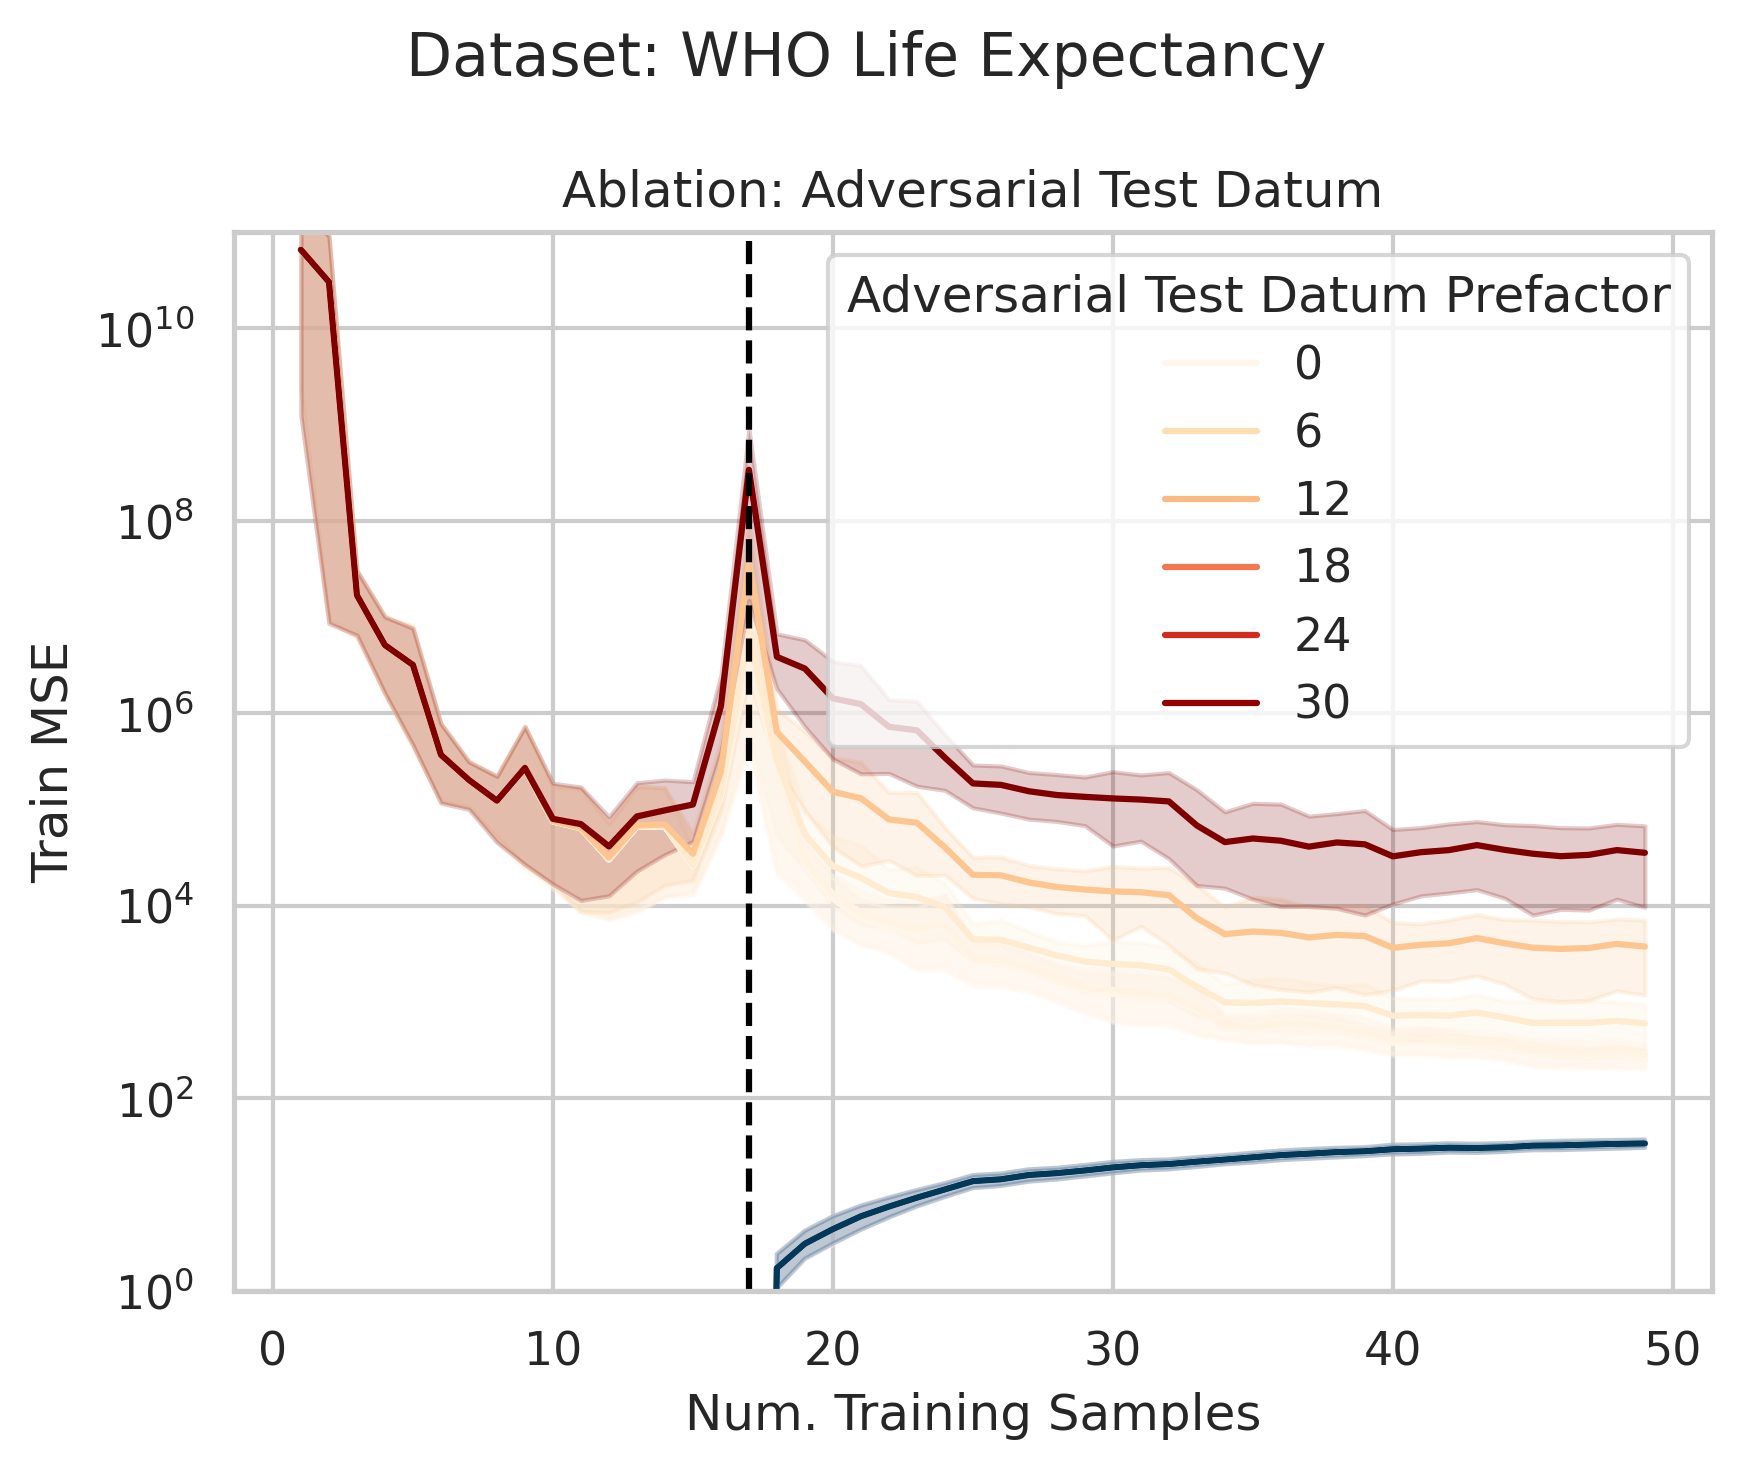 Dataset: WHO Life Expectancy
Ablation: Adversarial Test Datum
Adversarial Test Datum Prefactor
0
6
12
18
24
30
Train MSE
10^10
10^8
10^6
10^4
10^2
10^0
0 10 20 30 40 50
Num. Training Samples